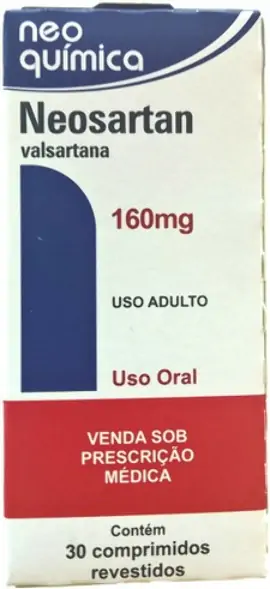 neo
química
Neosartan
valsartana
160mg
USO ADULTO
Uso Oral
VENDA SOB
PRESCRIÇÃO
MÉDICA
Contém
30 comprimidos
revestidos